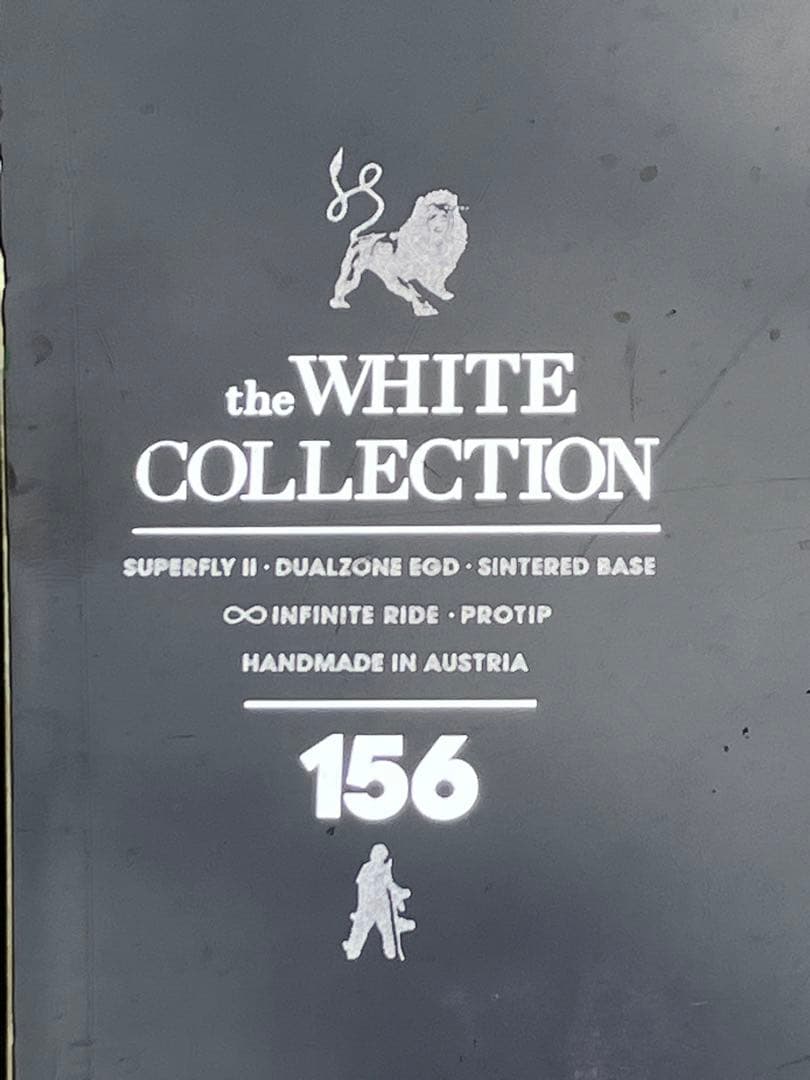 the WHITE
COLLECTION
SUPERFLY II · DUALZONE EGD · SINTERED BASE
∞ INFINITE RIDE · PROTIP
HANDMADE IN AUSTRIA
156